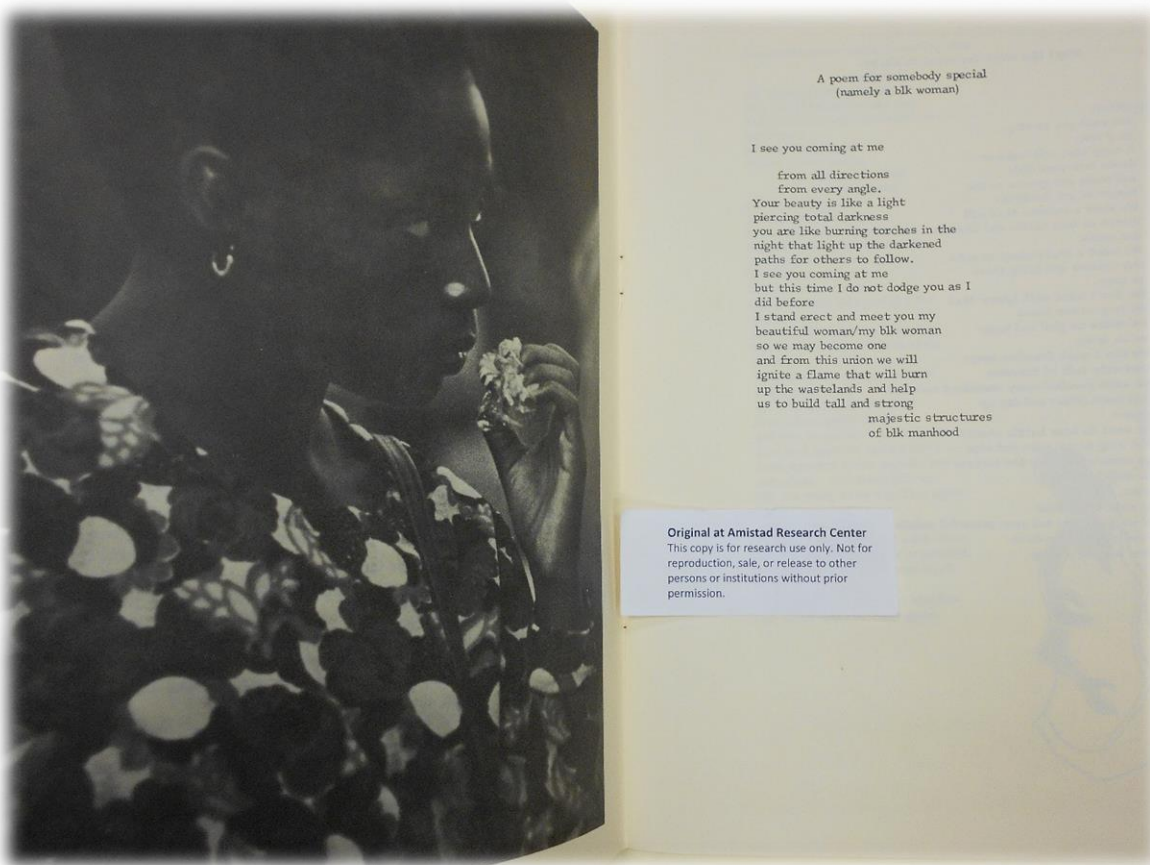 A poem for somebody special
(namely a blk woman)
I see you coming at me
from all directions
from every angle.
Your beauty is like a light
piercing total darkness
you are like burning torches in the
night that light up the darkened
paths for others to follow.
I see you coming at me
but this time I do not dodge you as I
did before
I stand erect and meet you my
beautiful woman/my blk woman
so we may become one
and from this union we will
ignite a flame that will burn
up the wastelands and help
us to build tall and strong
majestic structures
of blk manhood
Original at Amistad Research Center
This copy is for research use only. Not for
reproduction, sale, or release to other
persons or institutions without prior
permission.